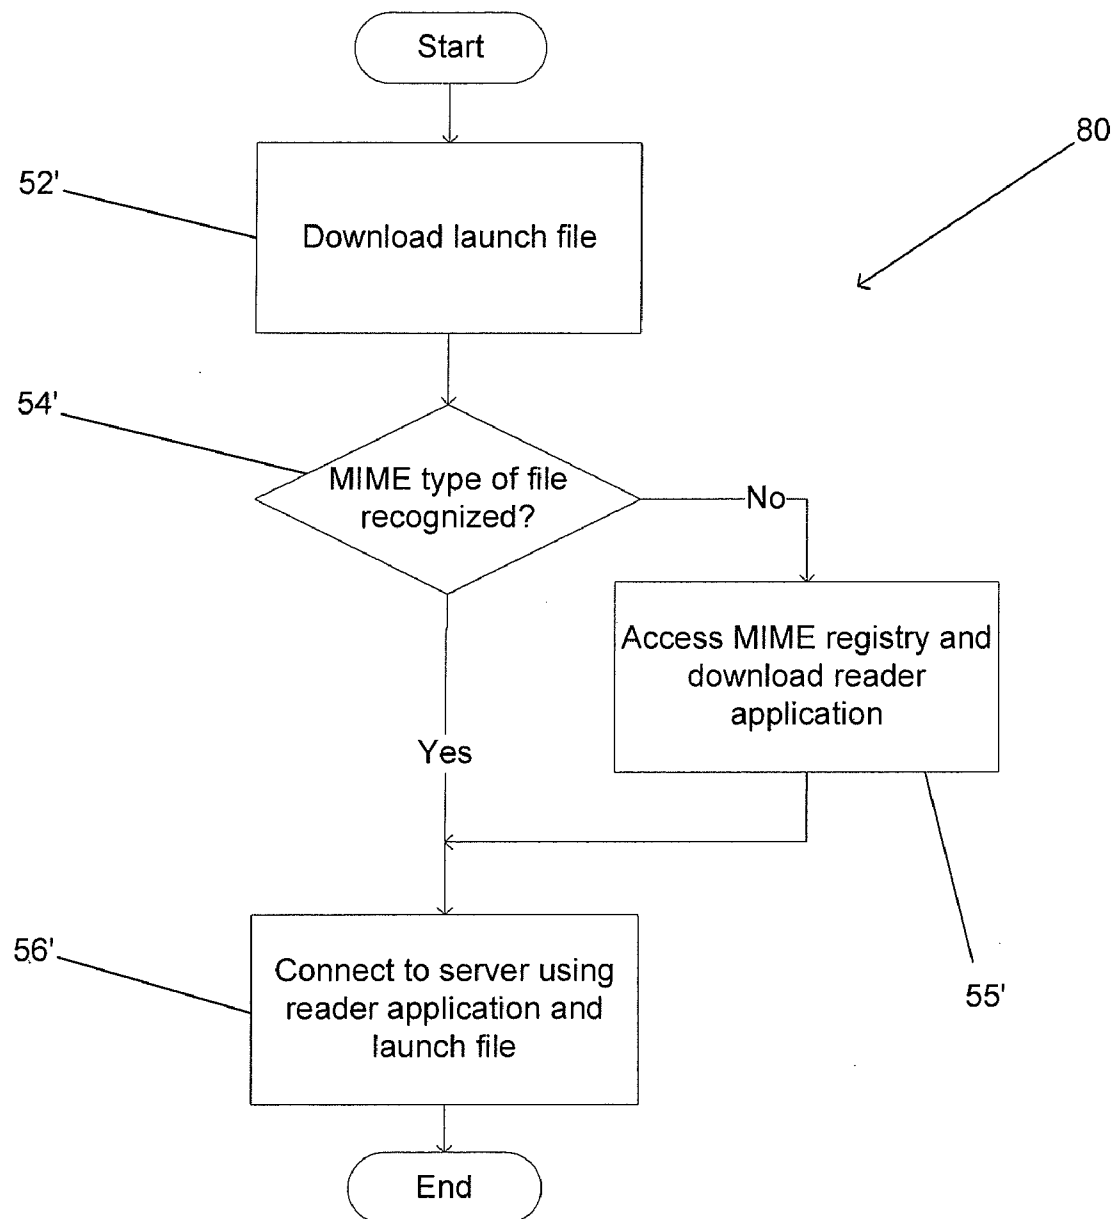 Start
80
52'
Download launch file
54'
MIME type of file
recognized?
No
Access MIME registry and
download reader
application
Yes
56'
Connect to server using
reader application and
launch file
55'
End